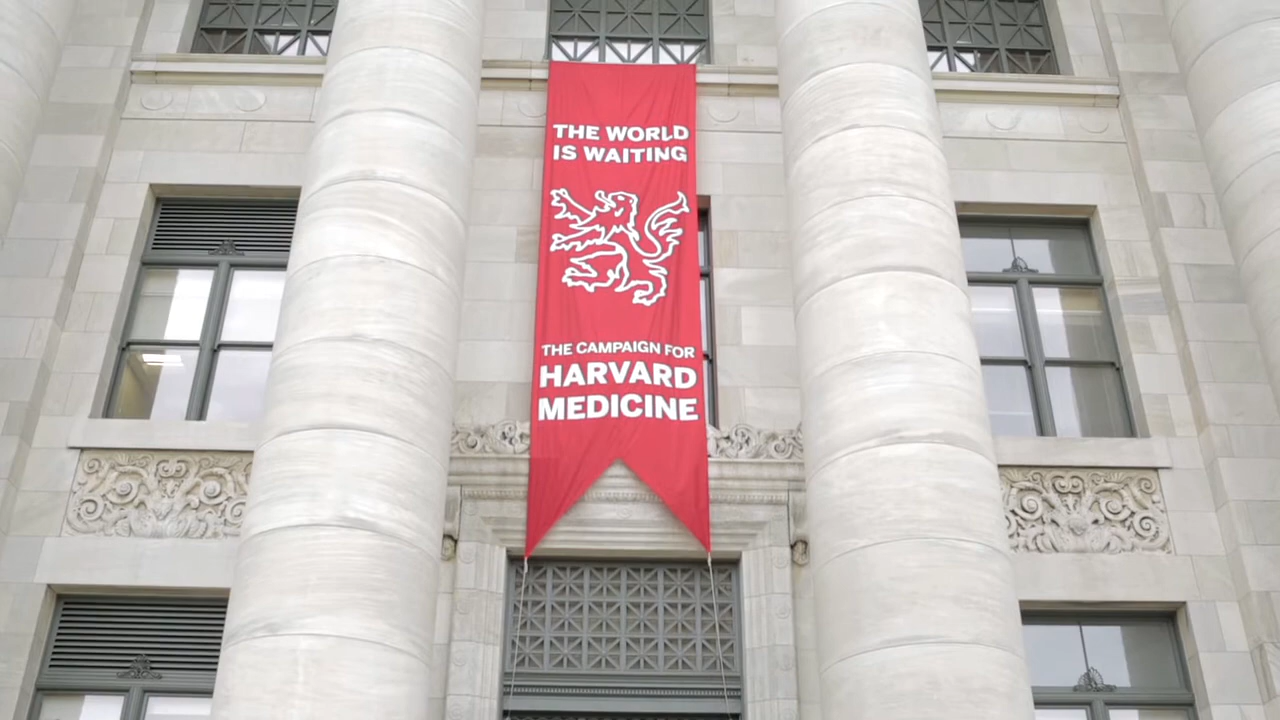 THE WORLD
IS WAITING
THE CAMPAIGN FOR
HARVARD
MEDICINE